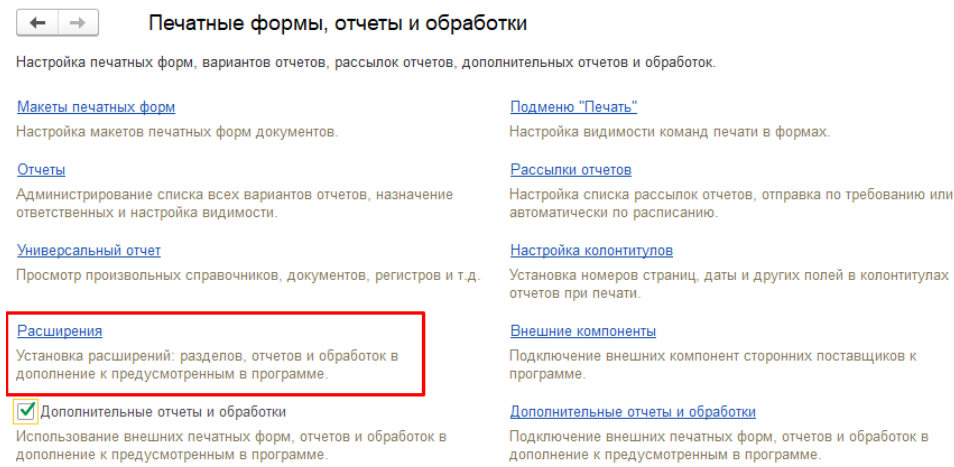 Печатные формы, отчеты и обработки
Настройка печатных форм, вариантов отчетов, рассылок отчетов, дополнительных отчетов и обработок.
Макеты печатных форм
Настройка макетов печатных форм документов.
Отчеты
Администрирование списка всех вариантов отчетов, назначение
ответственных и настройка видимости.
Универсальный отчет
Просмотр произвольных справочников, документов, регистров и т.д.
Расширения
Установка расширений: разделов, отчетов и обработок в
дополнение к предусмотренным в программе.
Дополнительные отчеты и обработки
Использование внешних печатных форм, отчетов и обработок в
дополнение к предусмотренным в программе.
Подменю "Печать"
Настройка видимости команд печати в формах.
Рассылки отчетов
Настройка списка рассылок отчетов, отправка по требованию или
автоматически по расписанию.
Настройка колонтитулов
Установка номеров страниц, даты и других полей в колонтитулах
отчетов при печати.
Внешние компоненты
Подключение внешних компонент сторонних поставщиков к
программе.
Дополнительные отчеты и обработки
Подключение внешних печатных форм, отчетов и обработок в
дополнение к предусмотренным в программе.